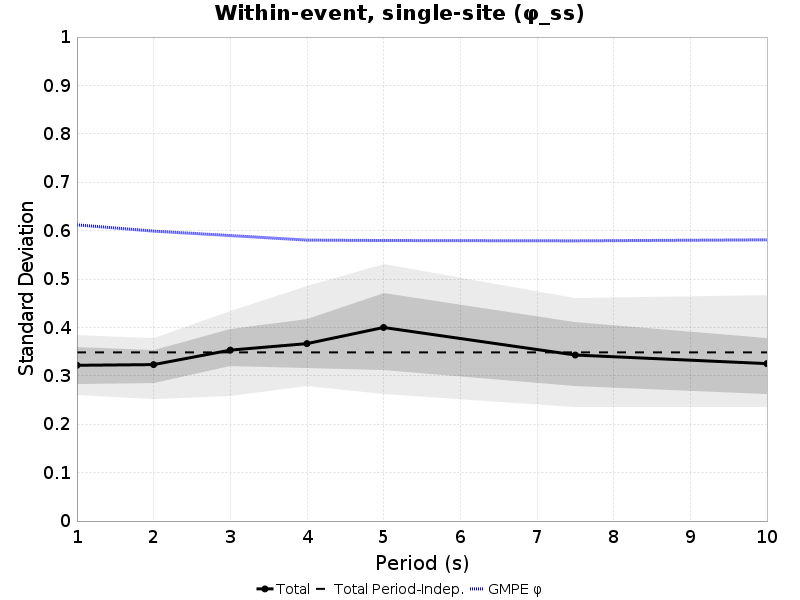 Within-event, single-site (φ_ss)
1
0.9
0.8
0.7
0.6
0.5
0.4
0.3
0.2
0.1
0
Standard Deviation
1 2 3 4 5 6 7 8 9 10
Period (s)
Total Total Period-Indep. GMPE φ